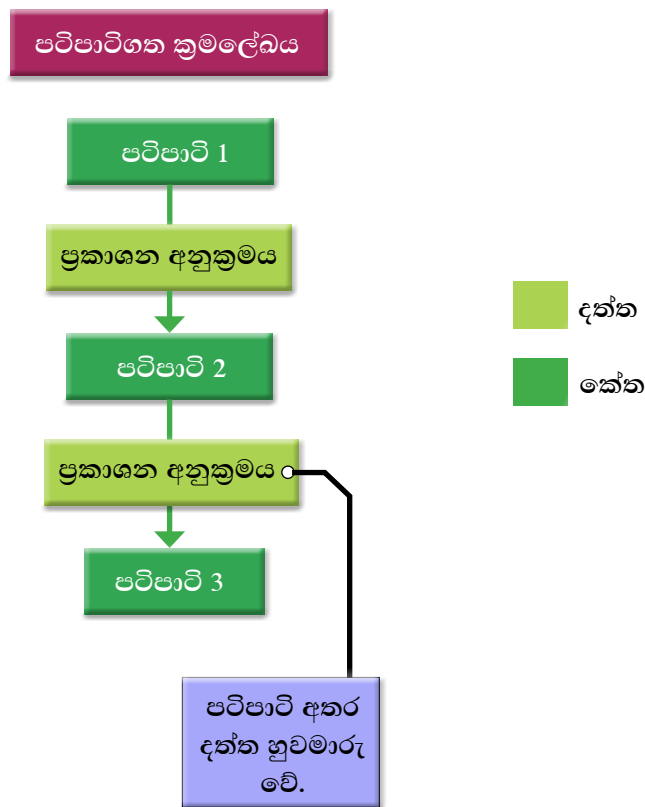 පටිපාටිගත ක්‍රමලේඛය
පටිපාටි 1
ප්‍රකාශන අනුක්‍රමය
දත්ත
පටිපාටි 2
කේත
ප්‍රකාශන අනුක්‍රමය
පටිපාටි 3
පටිපාටි අතර
දත්ත හුවමාරු
වේ.